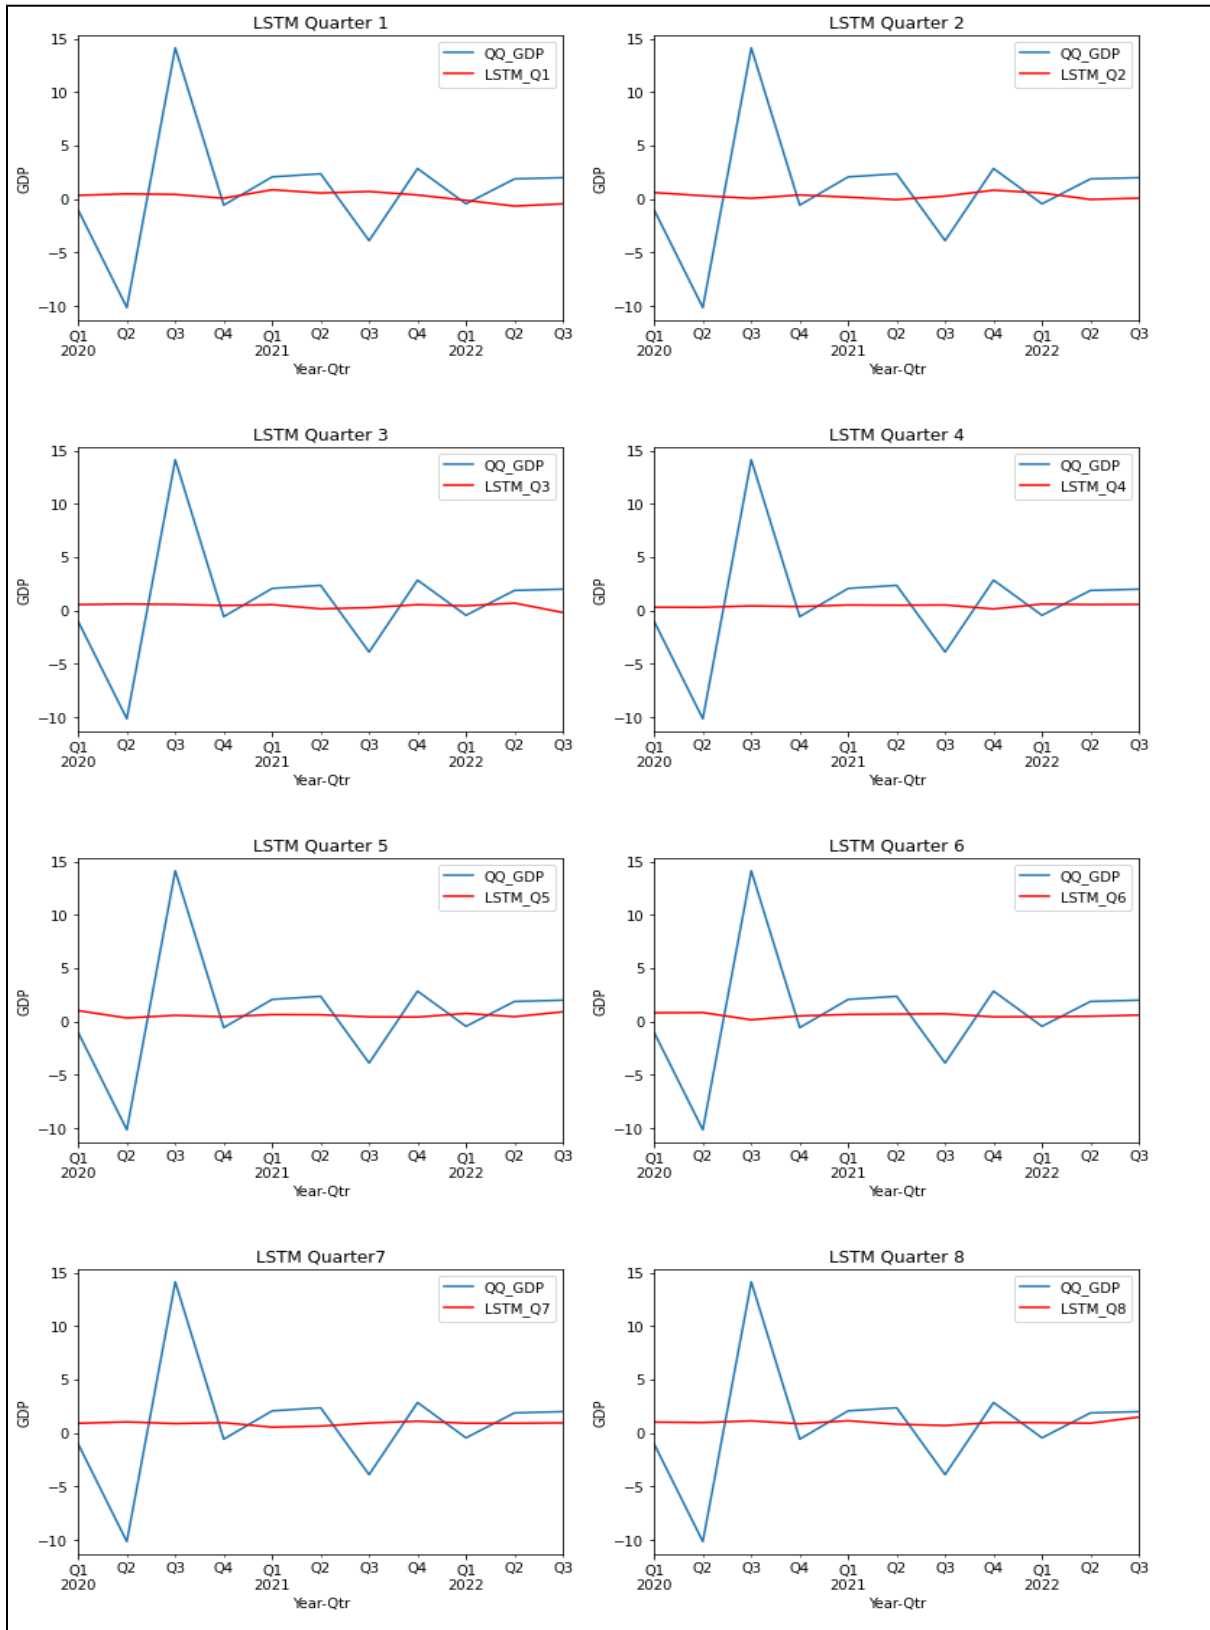 LSTM Quarter 1
QQ_GDP
LSTM_Q1
15
10
5
0
−5
−10
GDP
Q1 Q2 Q3 Q4 Q1 Q2 Q3 Q4 Q1 Q2 Q3
2020 2021 2022
Year-Qtr
LSTM Quarter 2
QQ_GDP
LSTM_Q2
15
10
5
0
−5
−10
GDP
Q1 Q2 Q3 Q4 Q1 Q2 Q3 Q4 Q1 Q2 Q3
2020 2021 2022
Year-Qtr
LSTM Quarter 3
QQ_GDP
LSTM_Q3
15
10
5
0
−5
−10
GDP
Q1 Q2 Q3 Q4 Q1 Q2 Q3 Q4 Q1 Q2 Q3
2020 2021 2022
Year-Qtr
LSTM Quarter 4
QQ_GDP
LSTM_Q4
15
10
5
0
−5
−10
GDP
Q1 Q2 Q3 Q4 Q1 Q2 Q3 Q4 Q1 Q2 Q3
2020 2021 2022
Year-Qtr
LSTM Quarter 5
QQ_GDP
LSTM_Q5
15
10
5
0
−5
−10
GDP
Q1 Q2 Q3 Q4 Q1 Q2 Q3 Q4 Q1 Q2 Q3
2020 2021 2022
Year-Qtr
LSTM Quarter 6
QQ_GDP
LSTM_Q6
15
10
5
0
−5
−10
GDP
Q1 Q2 Q3 Q4 Q1 Q2 Q3 Q4 Q1 Q2 Q3
2020 2021 2022
Year-Qtr
LSTM Quarter7
QQ_GDP
LSTM_Q7
15
10
5
0
−5
−10
GDP
Q1 Q2 Q3 Q4 Q1 Q2 Q3 Q4 Q1 Q2 Q3
2020 2021 2022
Year-Qtr
LSTM Quarter 8
QQ_GDP
LSTM_Q8
15
10
5
0
−5
−10
GDP
Q1 Q2 Q3 Q4 Q1 Q2 Q3 Q4 Q1 Q2 Q3
2020 2021 2022
Year-Qtr